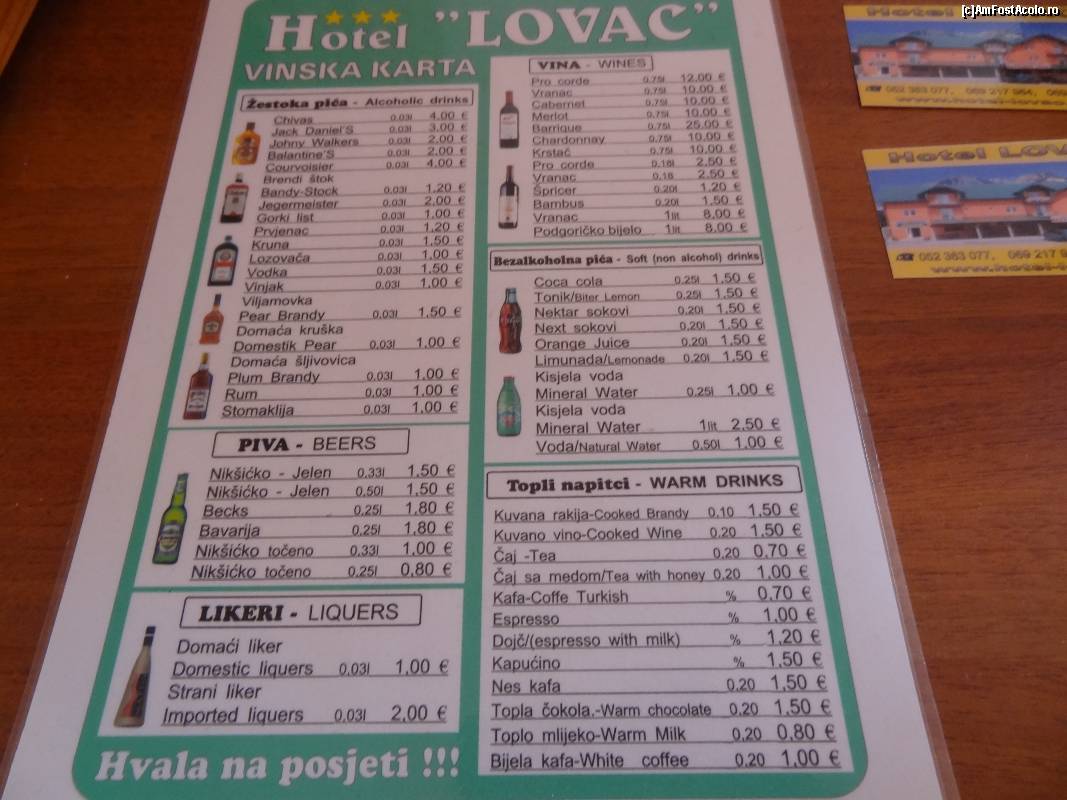 [c]AmFostAcolo.ro
Hotel "LOVAC"
VINSKA KARTA
Žestoka pića - Alcoholic drinks
Chivas 0.03l 4.00 €
Jack Daniel'S 0.03l 3.00 €
Johny Walkers 0.03l 2.00 €
Balantine'S 0.03l 2.00 €
Courvoisier 0.03l 4.00 €
Brendi štok
Bandy-Stock 0,03l 1.20 €
Jegermeister 0.03l 2.00 €
Gorki list 0.03l 1.00 €
Prvjenac 0.03l 1.20 €
Kruna 0.03l 1.50 €
Lozovača 0.03l 1.00 €
Vodka 0.03l 1.50 €
Vinjak 0.03l 1.00 €
Viljamovka
Pear Brandy 0,03l 1.50 €
Domaća kruška
Domestik Pear 0.03l 1.00 €
Domaća šljivovica
Plum Brandy 0.03l 1.00 €
Rum 0.03l 1.00 €
Stomaklija 0.03l 1.00 €
PIVA - BEERS
Nikšićko - Jelen 0.33l 1.50 €
Nikšićko - Jelen 0.50l 1,50 €
Becks 0.25l 1.80 €
Bavarija 0.25l 1.80 €
Nikšićko točeno 0.33l 1.00 €
Nikšićko točeno 0.25l 0.80 €
LIKERI - LIQUERS
Domaći liker
Domestic liquers 0.03l 1,00 €
Strani liker
Imported liquers 0.03l 2,00 €
Hvala na posjeti !!!
VINA - WINES
Pro corde 0.75l 12.00 €
Vranac 0.75l 10.00 €
Cabernet 0.75l 10.00 €
Merlot 0.75l 10.00 €
Barrique 0.75l 25.00 €
Chardonnay 0.75l 10.00 €
Krstač 0.75l 10.00 €
Pro corde 0.18l 2.50 €
Vranac 0.18 2.50 €
Špricer 0.20l 1.20 €
Bambus 0.20l 1.50 €
Vranac 1lit 8.00 €
Podgoričko bijelo 1lit 8.00 €
Bezalkoholna pića - Soft (non alcohol) drinks
Coca cola 0.25l 1.50 €
Tonik/Biter Lemon 0.25l 1.50 €
Nektar sokovi 0.20l 1.50 €
Next sokovi 0.20l 1.50 €
Orange Juice 0.20l 1.50 €
Limunada/Lemonade 0.20l 1.50 €
Kisjela voda
Mineral Water 0.25l 1.00 €
Kisjela voda
Mineral Water 1lit 2.50 €
Voda/Natural Water 0.50l 1.00 €
Topli napitci - WARM DRINKS
Kuvana rakija-Cooked Brandy 0,10 1,50 €
Kuvano vino-Cooked Wine 0,20 1.50 €
Čaj -Tea 0,20 0.70 €
Čaj sa medom/Tea with honey 0,20 1.00 €
Kafa-Coffe Turkish % 0.70 €
Espresso % 1.00 €
Dojč/(espresso with milk) % 1.20 €
Kapućino % 1.50 €
Nes kafa 0.20 1.50 €
Topla čokola.-Warm chocolate 0,20 1.50 €
Toplo mlijeko-Warm Milk 0.20 0.80 €
Bijela kafa-White coffee 0.20 1.00 €
Hotel
052 383 077, 069 217 984,
Hotel LOV
052 383 077, 069 217 9